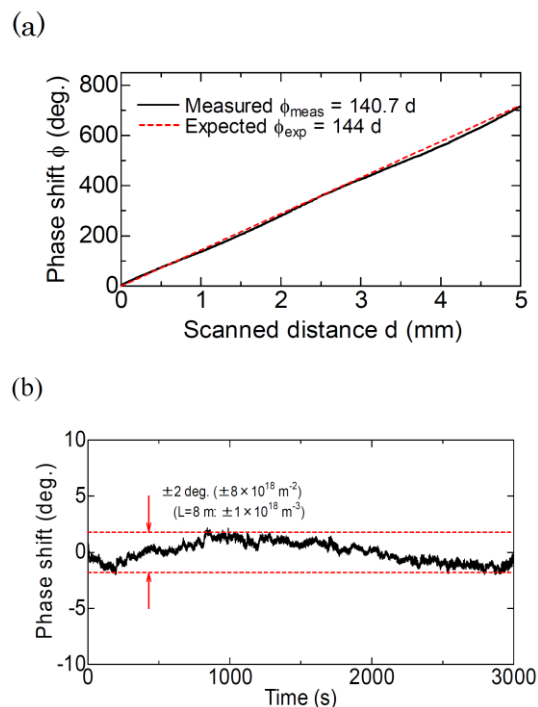 (a)
800
600
400
200
0
Phase shift ϕ (deg.)
Measured ϕmeas = 140.7 d
Expected ϕexp = 144 d
0 1 2 3 4 5
Scanned distance d (mm)
(b)
10
5
0
-5
-10
Phase shift (deg.)
±2 deg. (±8×10¹⁸ m⁻²)
(L=8 m: ±1×10¹⁸ m⁻³)
0 1000 2000 3000
Time (s)